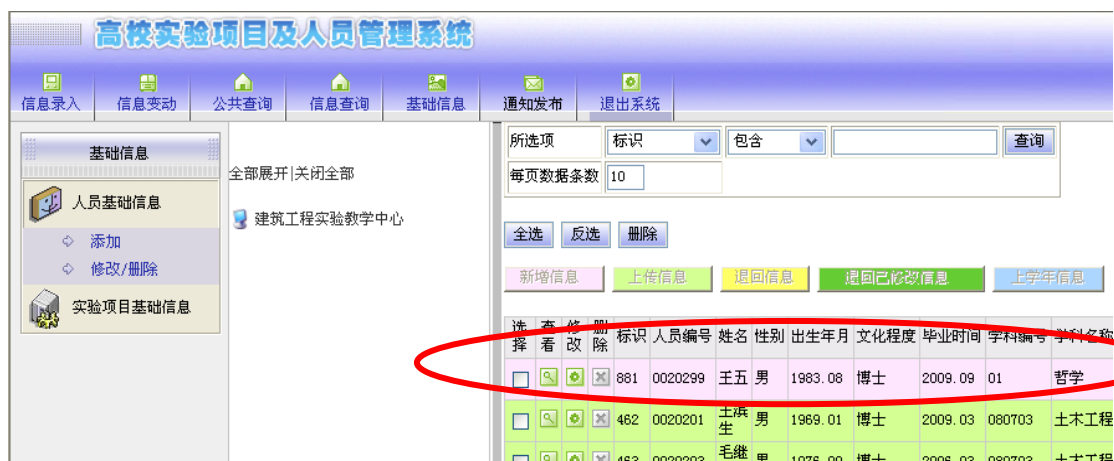 高校实验项目及人员管理系统
信息录入 信息变动 公共查询 信息查询 基础信息 通知发布 退出系统
基础信息
人员基础信息
添加
修改/删除
实验项目基础信息
全部展开|关闭全部
建筑工程实验教学中心
所选项 标识 包含 查询
每页数据条数 10
全选 反选 删除
新增信息 上传信息 退回信息 退回已修改信息 上学年信息
选择 查看 修改 删除 标识 人员编号 姓名 性别 出生年月 文化程度 毕业时间 学科编号 学科名称
881 0020299 王五 男 1983.08 博士 2009.09 01 哲学
462 0020201 王滨生 男 1969.01 博士 2009.03 080703 土木工程
毛继